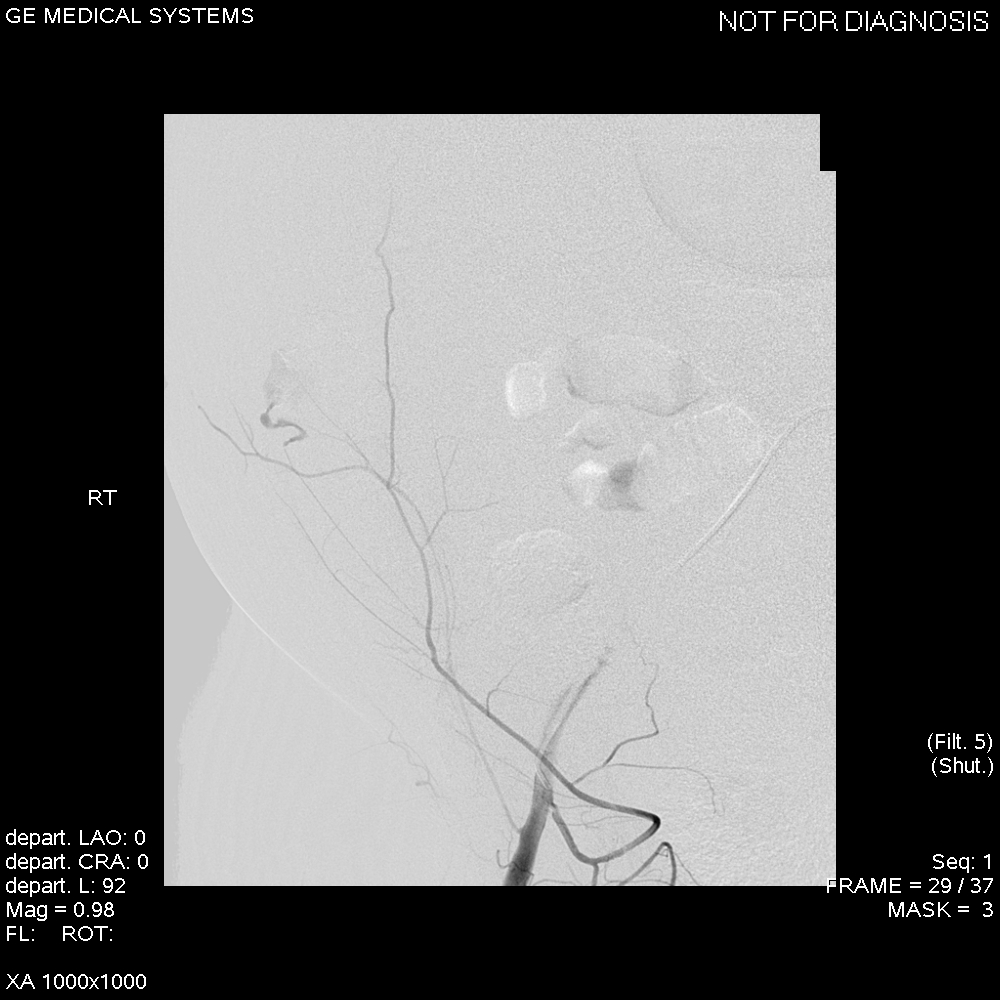 GE MEDICAL SYSTEMS
NOT FOR DIAGNOSIS
RT
(Filt. 5)
(Shut.)
depart. LAO: 0
depart. CRA: 0
depart. L: 92
Mag = 0.98
FL: ROT:
XA 1000x1000
Seq: 1
FRAME = 29 / 37
MASK = 3